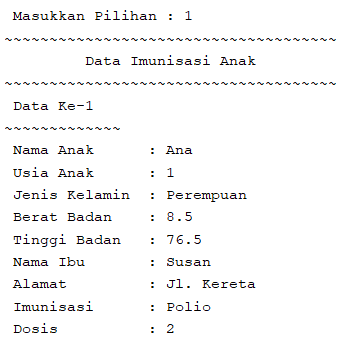 Masukkan Pilihan : 1
~~~~~~~~~~~~~~~~~~~~~~~~~~~~~~~~~~~~~
Data Imunisasi Anak
~~~~~~~~~~~~~~~~~~~~~~~~~~~~~~~~~~~~~
Data Ke-1
~~~~~~~~~~~~~
Nama Anak : Ana
Usia Anak : 1
Jenis Kelamin : Perempuan
Berat Badan : 8.5
Tinggi Badan : 76.5
Nama Ibu : Susan
Alamat : Jl. Kereta
Imunisasi : Polio
Dosis : 2